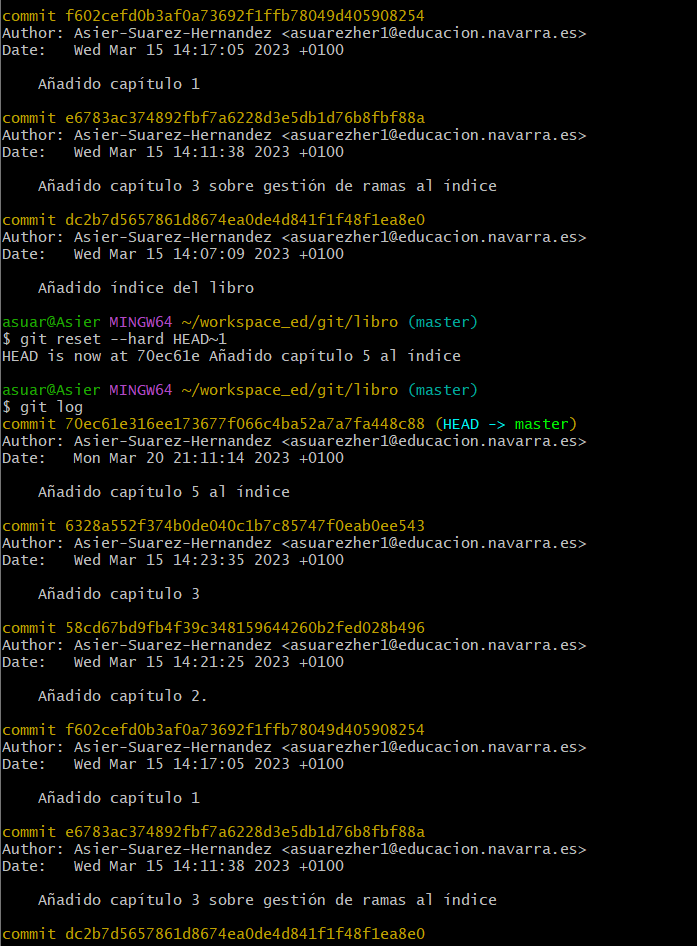 commit f602cefd0b3af0a73692f1ffb78049d405908254
Author: Asier-Suarez-Hernandez <asuarezher1@educacion.navarra.es>
Date:   Wed Mar 15 14:17:05 2023 +0100
    Añadido capítulo 1
commit e6783ac374892fbf7a6228d3e5db1d76b8fbf88a
Author: Asier-Suarez-Hernandez <asuarezher1@educacion.navarra.es>
Date:   Wed Mar 15 14:11:38 2023 +0100
    Añadido capítulo 3 sobre gestión de ramas al índice
commit dc2b7d5657861d8674ea0de4d841f1f48f1ea8e0
Author: Asier-Suarez-Hernandez <asuarezher1@educacion.navarra.es>
Date:   Wed Mar 15 14:07:09 2023 +0100
    Añadido índice del libro
asuar@Asier MINGW64 ~/workspace_ed/git/libro (master)
$ git reset --hard HEAD~1
HEAD is now at 70ec61e Añadido capítulo 5 al índice
asuar@Asier MINGW64 ~/workspace_ed/git/libro (master)
$ git log
commit 70ec61e316ee173677f066c4ba52a7a7fa448c88 (HEAD -> master)
Author: Asier-Suarez-Hernandez <asuarezher1@educacion.navarra.es>
Date:   Mon Mar 20 21:11:14 2023 +0100
    Añadido capítulo 5 al índice
commit 6328a552f374b0de040c1b7c85747f0eab0ee543
Author: Asier-Suarez-Hernandez <asuarezher1@educacion.navarra.es>
Date:   Wed Mar 15 14:23:35 2023 +0100
    Añadido capitulo 3
commit 58cd67bd9fb4f39c348159644260b2fed028b496
Author: Asier-Suarez-Hernandez <asuarezher1@educacion.navarra.es>
Date:   Wed Mar 15 14:21:25 2023 +0100
    Añadido capítulo 2.
commit f602cefd0b3af0a73692f1ffb78049d405908254
Author: Asier-Suarez-Hernandez <asuarezher1@educacion.navarra.es>
Date:   Wed Mar 15 14:17:05 2023 +0100
    Añadido capítulo 1
commit e6783ac374892fbf7a6228d3e5db1d76b8fbf88a
Author: Asier-Suarez-Hernandez <asuarezher1@educacion.navarra.es>
Date:   Wed Mar 15 14:11:38 2023 +0100
    Añadido capítulo 3 sobre gestión de ramas al índice
commit dc2b7d5657861d8674ea0de4d841f1f48f1ea8e0